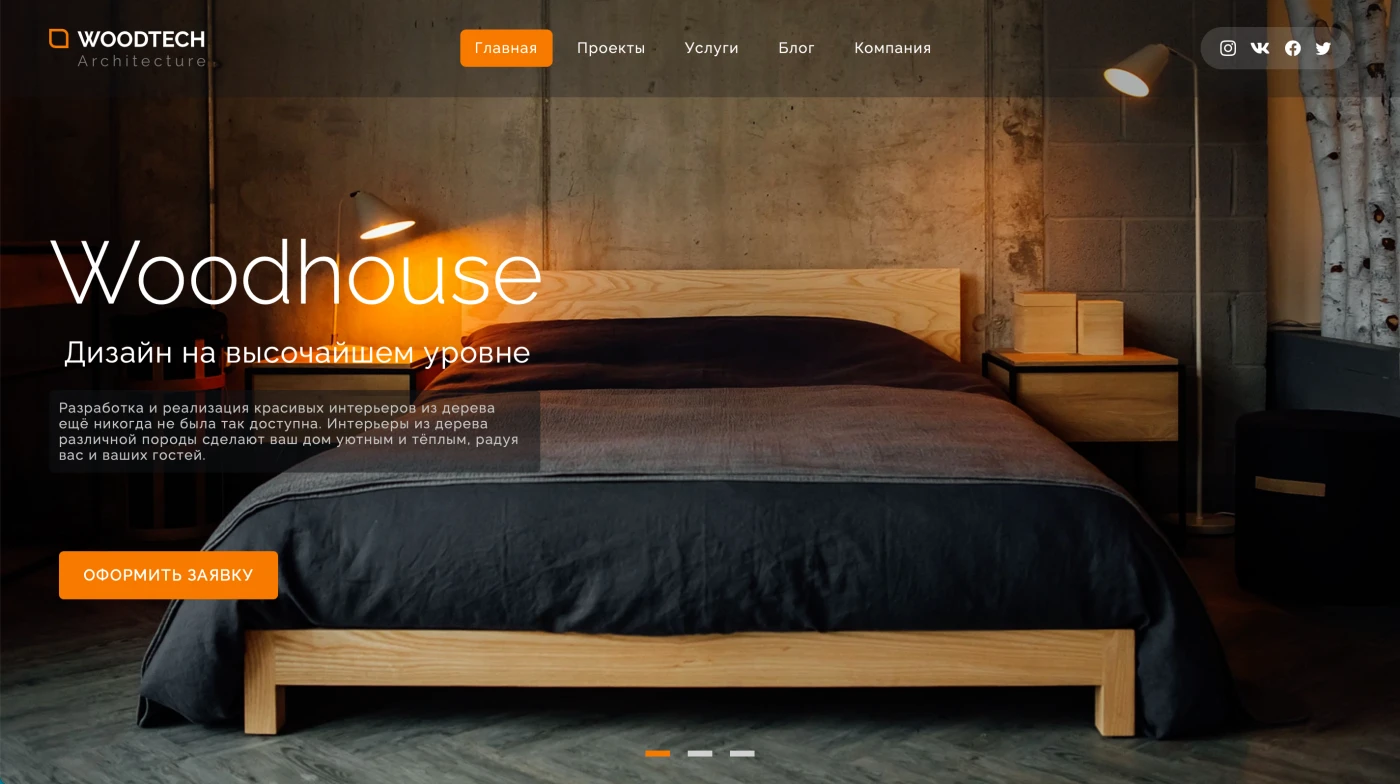 WOODTECH
Architecture
Главная
Проекты
Услуги
Блог
Компания
Woodhouse
Дизайн на высочайшем уровне
Разработка и реализация красивых интерьеров из дерева
ещё никогда не была так доступна. Интерьеры из дерева
различной породы сделают ваш дом уютным и тёплым, радуя
вас и ваших гостей.
ОФОРМИТЬ ЗАЯВКУ